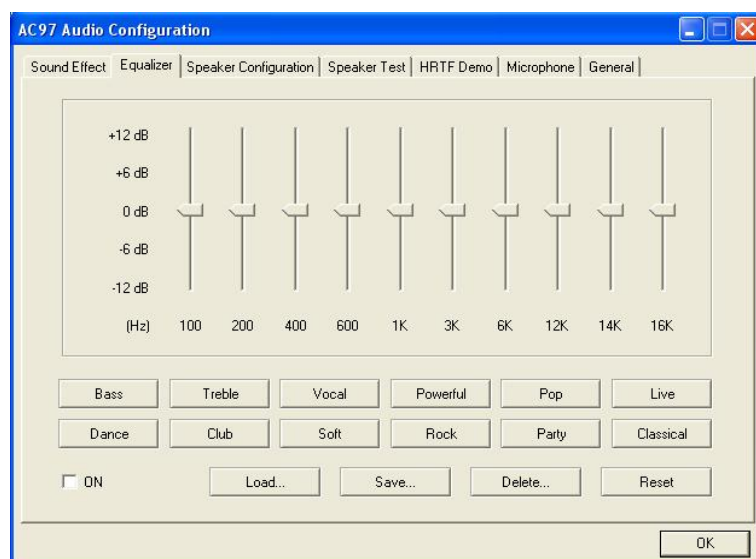 AC97 Audio Configuration
Sound Effect Equalizer Speaker Configuration Speaker Test HRTF Demo Microphone General
+12 dB
+6 dB
0 dB
-6 dB
-12 dB
(Hz) 100 200 400 600 1K 3K 6K 12K 14K 16K
Bass Treble Vocal Powerful Pop Live
Dance Club Soft Rock Party Classical
ON Load... Save... Delete... Reset
OK